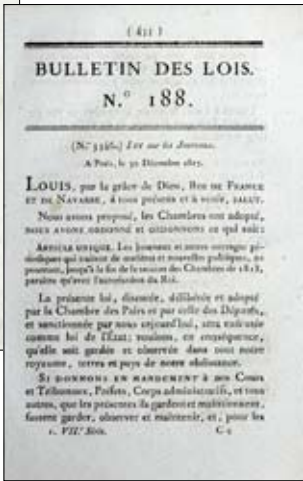 ( 411 )
BULLETIN DES LOIS.
N.° 188.
Loi sur les Journaux.
A Paris, le 30 Décembre 1817.
LOUIS, par la grâce de Dieu, ROI DE FRANCE
ET DE NAVARRE, à tous présens et à venir, SALUT.
Nous avons proposé, les Chambres ont adopté,
NOUS AVONS ORDONNÉ et ORDONNONS ce qui suit:
ARTICLE UNIQUE. Les journaux et autres ouvrages pé-
riodiques qui traitent de matières et nouvelles politiques, ne
pourront, jusqu'à la fin de la session des Chambres de 1818,
paraître qu'avec l'autorisation du Roi.
La présente loi, discutée, délibérée et adoptée
par la Chambre des Pairs et par celle des Députés,
et sanctionnée par nous aujourd'hui, sera exécutée
comme loi de l'État; voulons, en conséquence,
qu'elle soit gardée et observée dans tout notre
royaume, terres et pays de notre obéissance.
SI DONNONS EN MANDEMENT à nos Cours
et Tribunaux, Préfets, Corps administratifs, et tous
autres, que les présentes ils gardent et maintiennent,
fassent garder, observer et maintenir, et, pour les
VII.e Série.